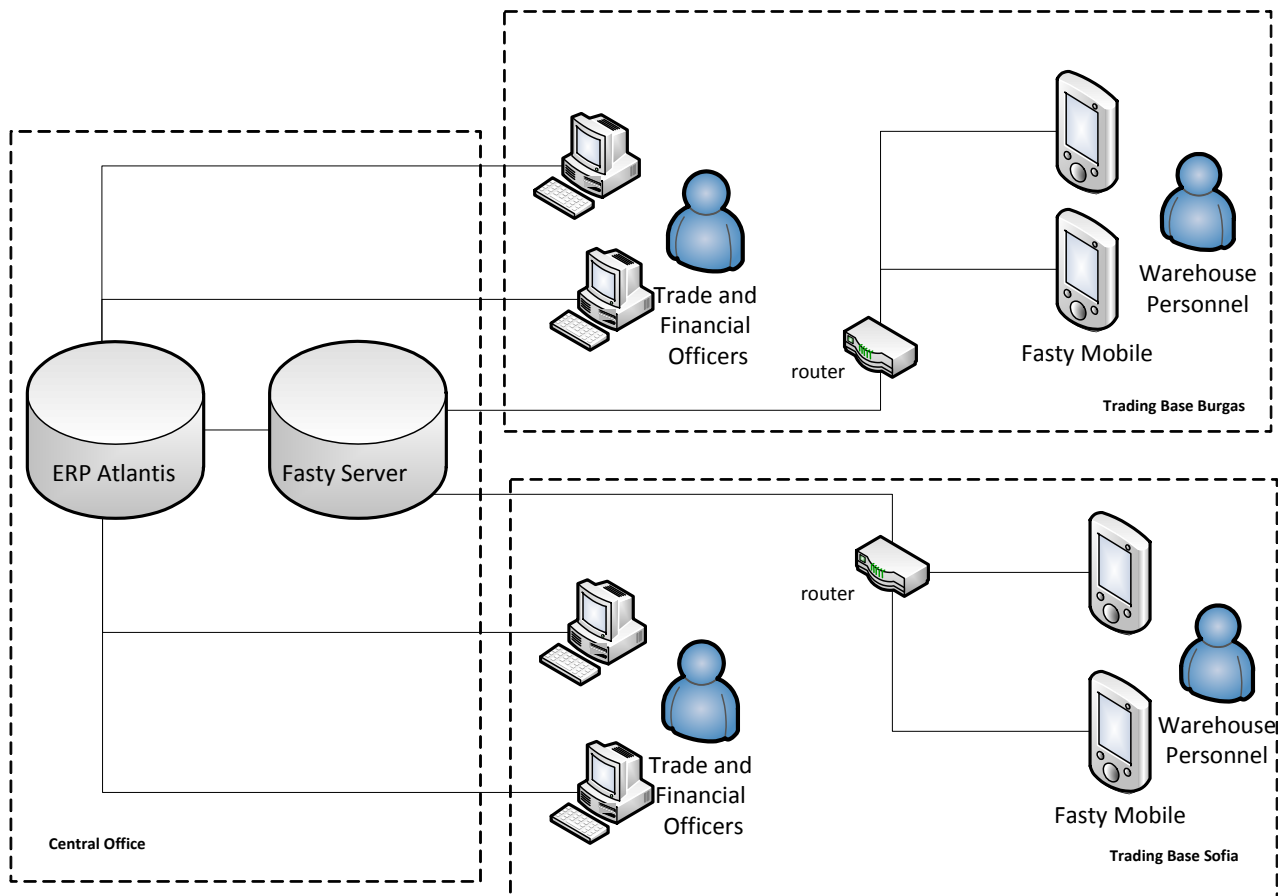 Trade and
Financial
Officers
Warehouse
Personnel
Fasty Mobile
router
Trading Base Burgas
ERP Atlantis
Fasty Server
router
Trade and
Financial
Officers
Warehouse
Personnel
Fasty Mobile
Central Office
Trading Base Sofia